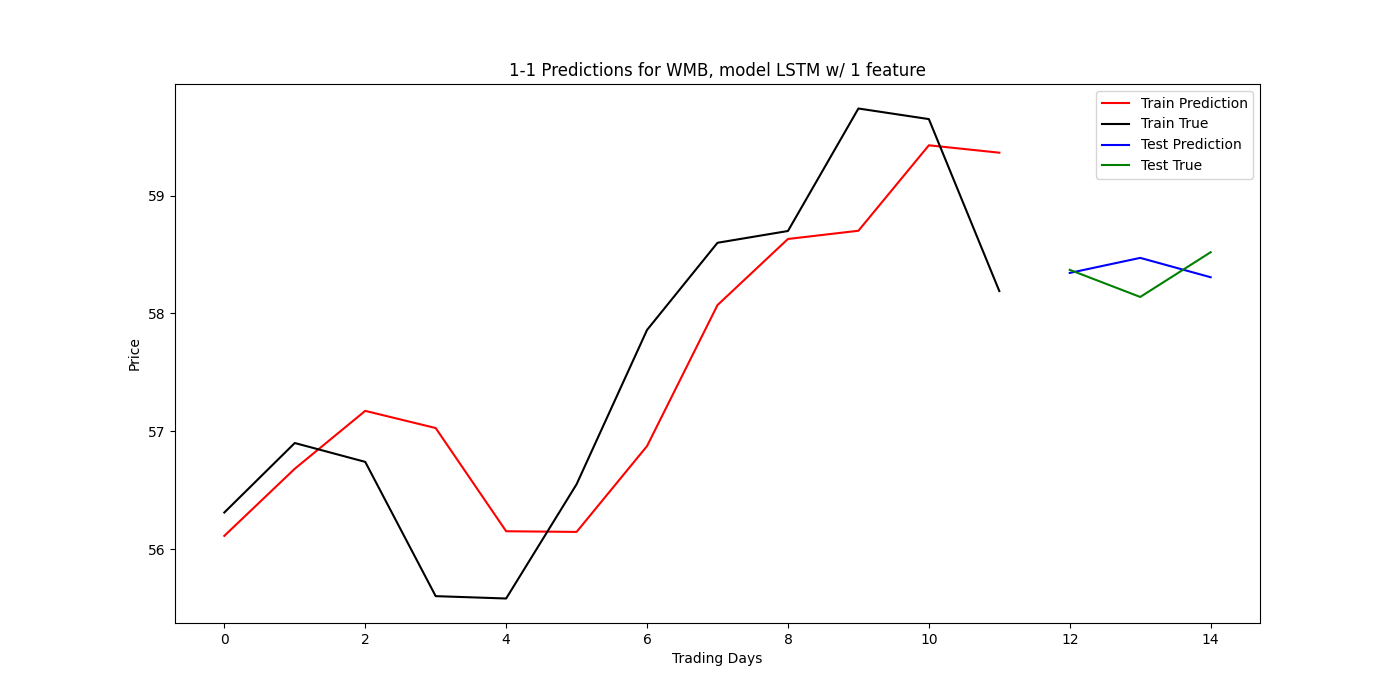 1-1 Predictions for WMB, model LSTM w/ 1 feature
Train Prediction
Train True
Test Prediction
Test True
59
58
57
56
Price
0 2 4 6 8 10 12 14
Trading Days